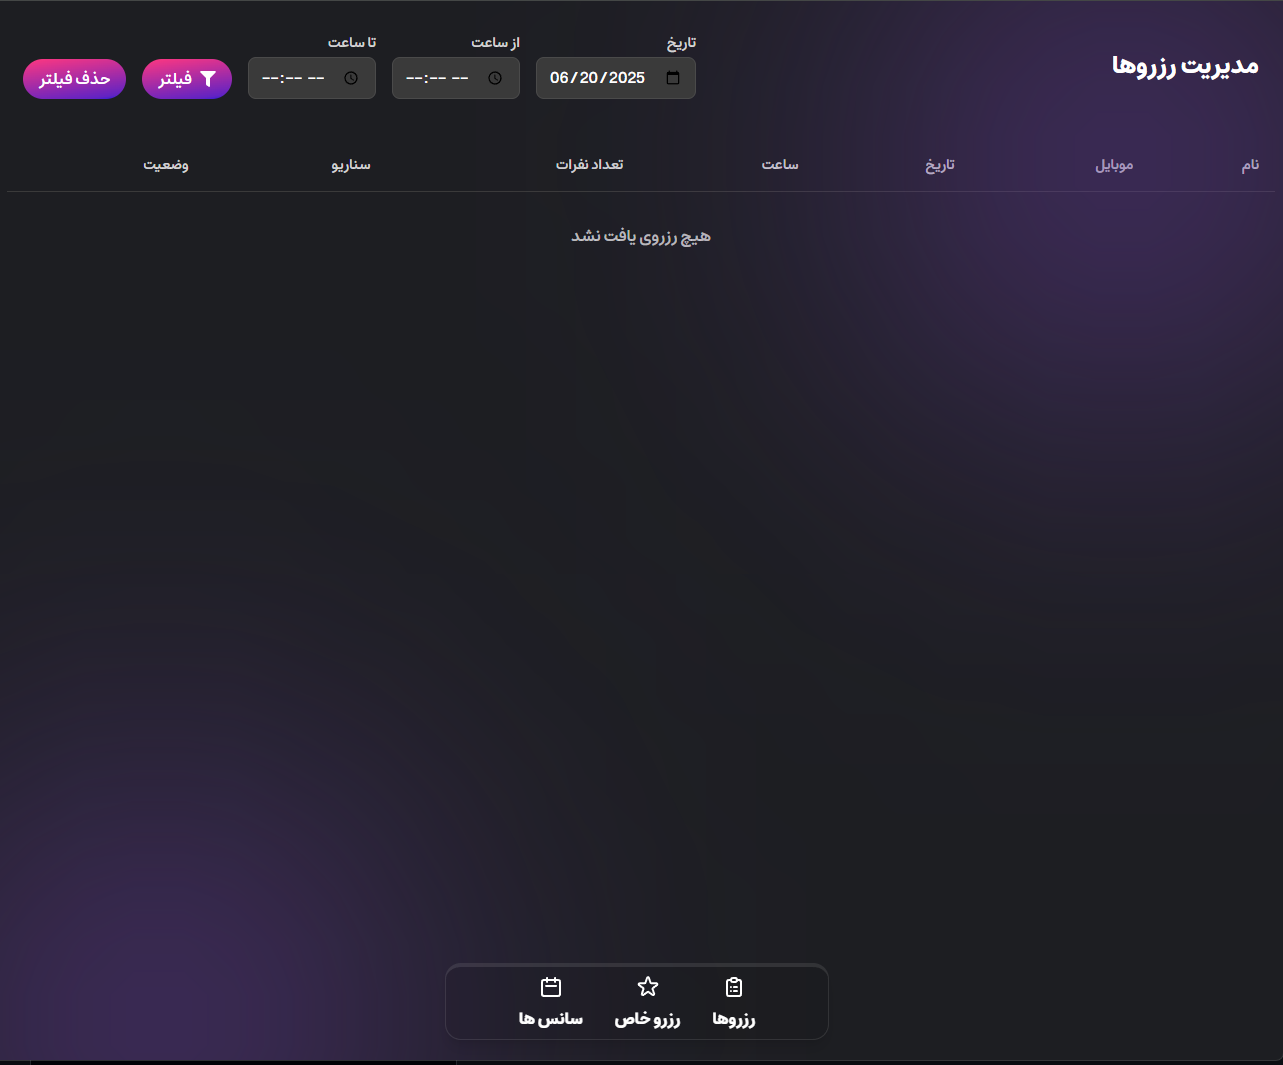 مدیریت رزروها
تاریخ
06/20/2025
از ساعت
--:-- --
تا ساعت
--:-- --
فیلتر
حذف فیلتر
نام موبایل تاریخ ساعت تعداد نفرات سناریو وضعیت
هیچ رزروی یافت نشد
رزروها
رزرو خاص
سانس ها